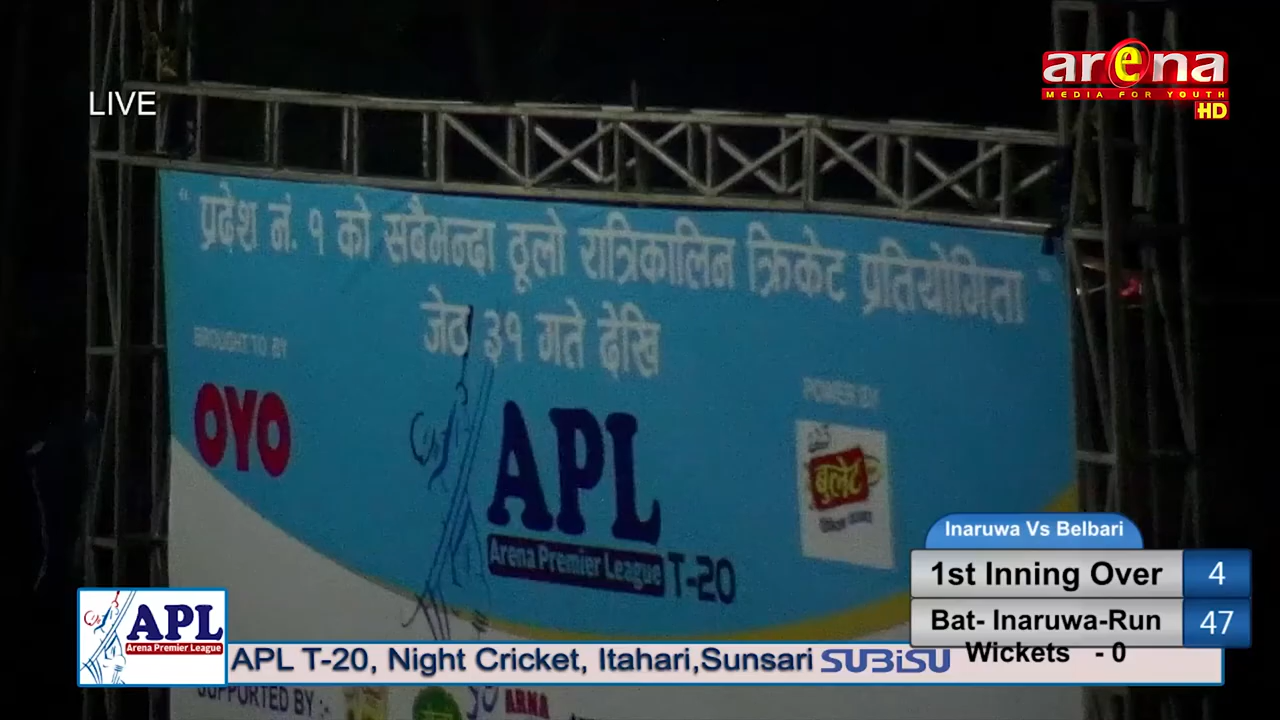 LIVE
arena
MEDIA FOR YOUTH
HD
“ प्रदेश नं. १ को सबैभन्दा ठूलो रात्रिकालिन क्रिकेट प्रतियोगिता ”
जेठ ३१ गते देखि
BROUGHT TO BY
OYO
POWER BY
बुलेट
APL
Arena Premier League T-20
Inaruwa Vs Belbari
1st Inning Over 4
Bat- Inaruwa-Run 47
Wickets - 0
APL
Arena Premier League
APL T-20, Night Cricket, Itahari,Sunsari SUBISU
SUPPORTED BY :-
ARNA